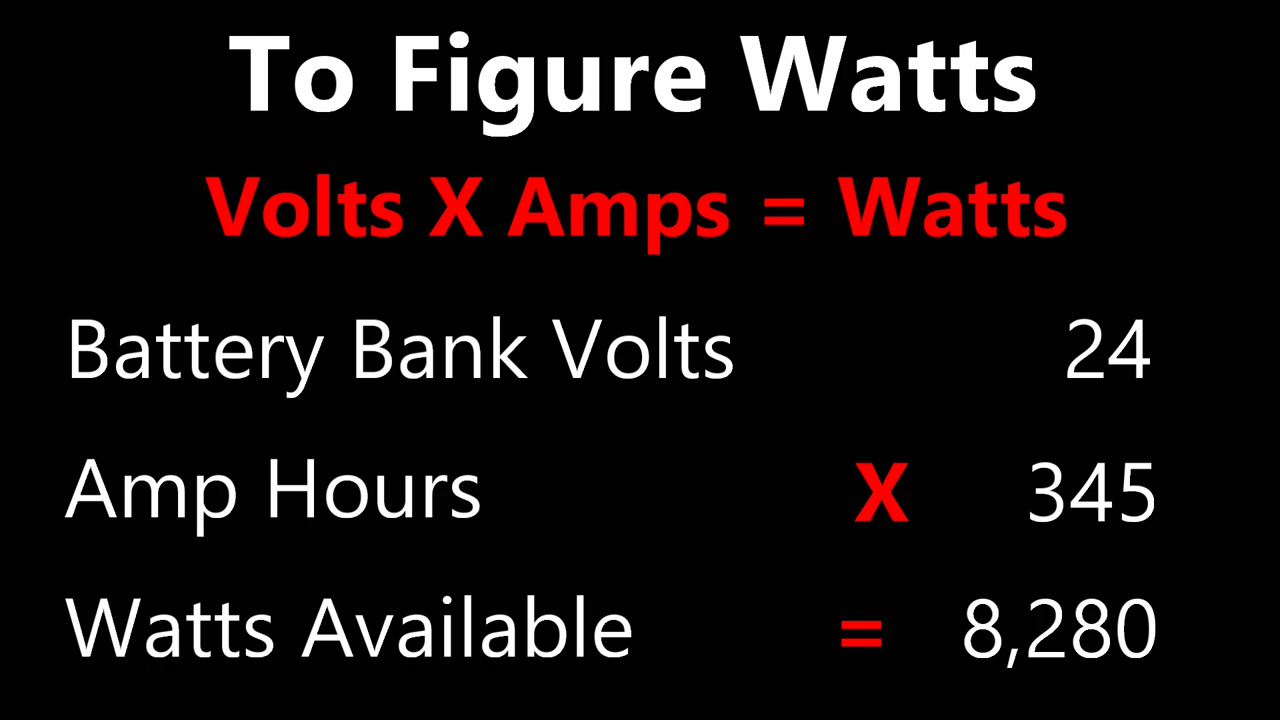 To Figure Watts
Volts X Amps = Watts
Battery Bank Volts 24
Amp Hours X 345
Watts Available = 8,280